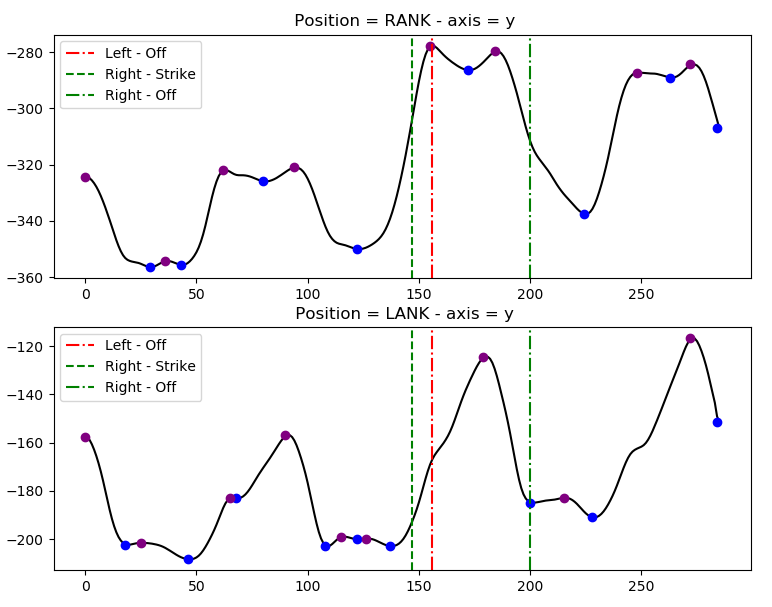 Position = RANK - axis = y
Left - Off
Right - Strike
Right - Off
−280
−300
−320
−340
−360
0 50 100 150 200 250
Position = LANK - axis = y
Left - Off
Right - Strike
Right - Off
−120
−140
−160
−180
−200
0 50 100 150 200 250